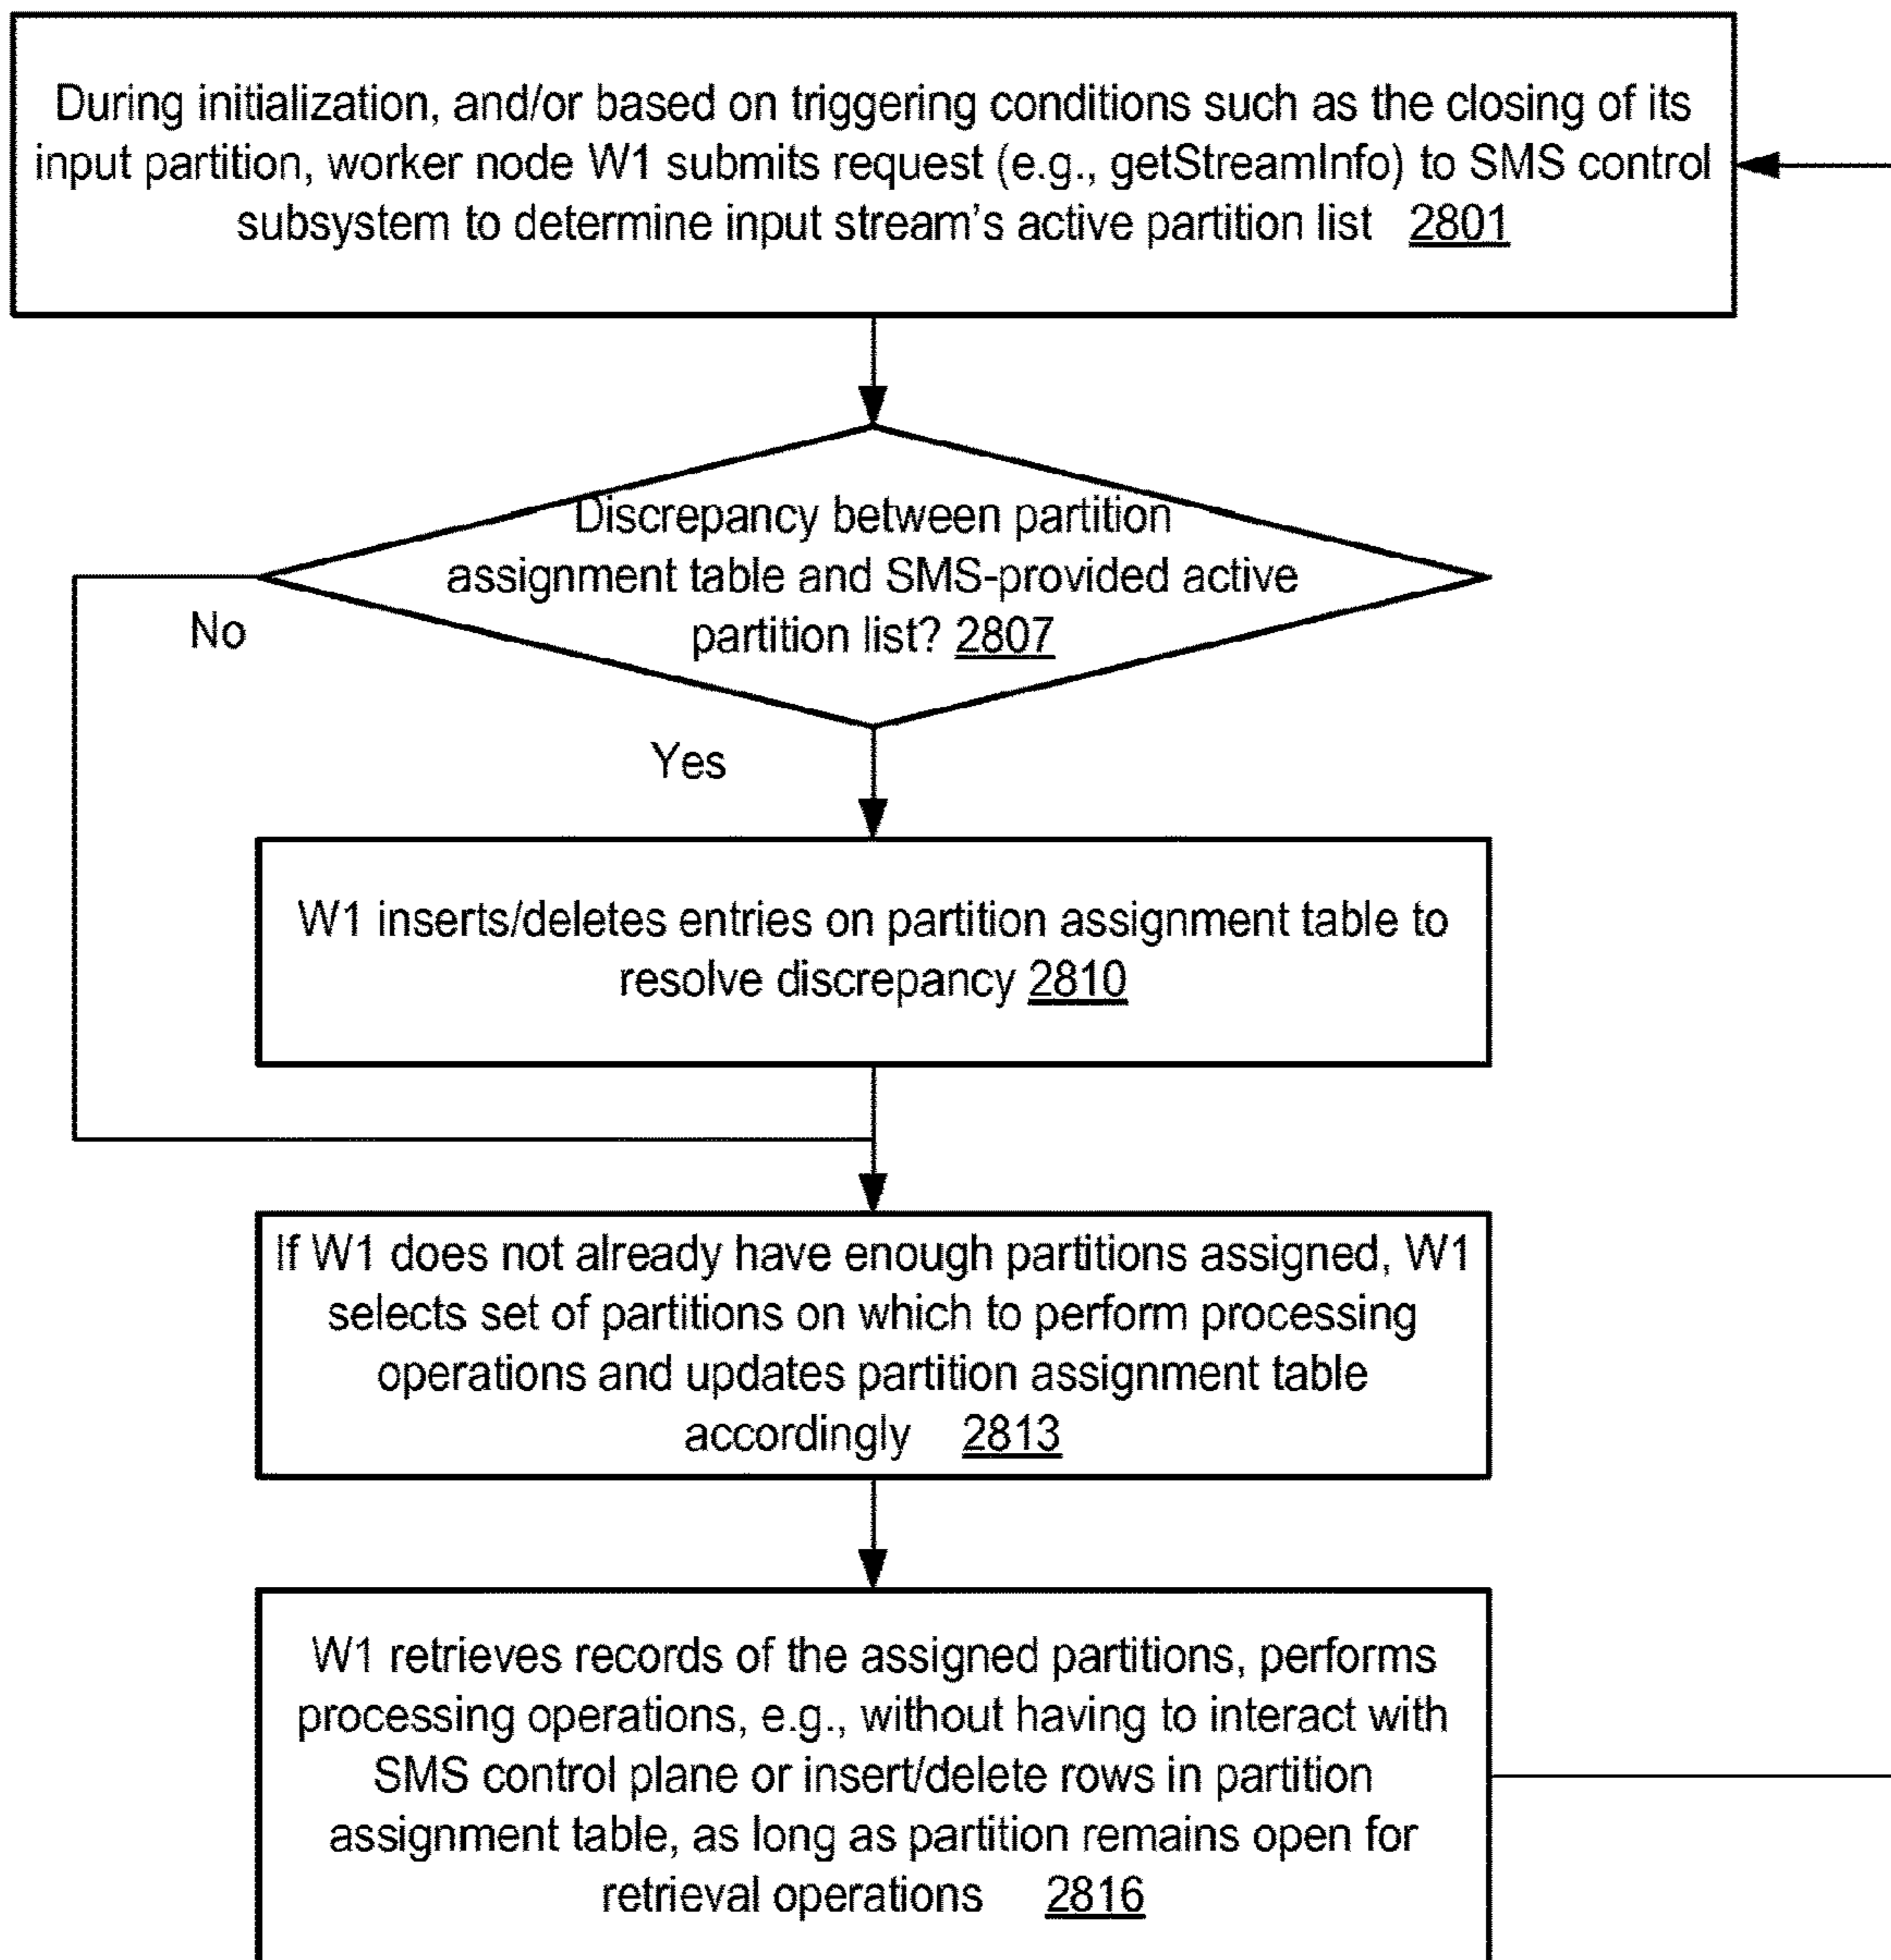 During initialization, and/or based on triggering conditions such as the closing of its
input partition, worker node W1 submits request (e.g., getStreamInfo) to SMS control
subsystem to determine input stream's active partition list 2801
Discrepancy between partition
assignment table and SMS-provided active
partition list? 2807
No
Yes
W1 inserts/deletes entries on partition assignment table to
resolve discrepancy 2810
If W1 does not already have enough partitions assigned, W1
selects set of partitions on which to perform processing
operations and updates partition assignment table
accordingly 2813
W1 retrieves records of the assigned partitions, performs
processing operations, e.g., without having to interact with
SMS control plane or insert/delete rows in partition
assignment table, as long as partition remains open for
retrieval operations 2816